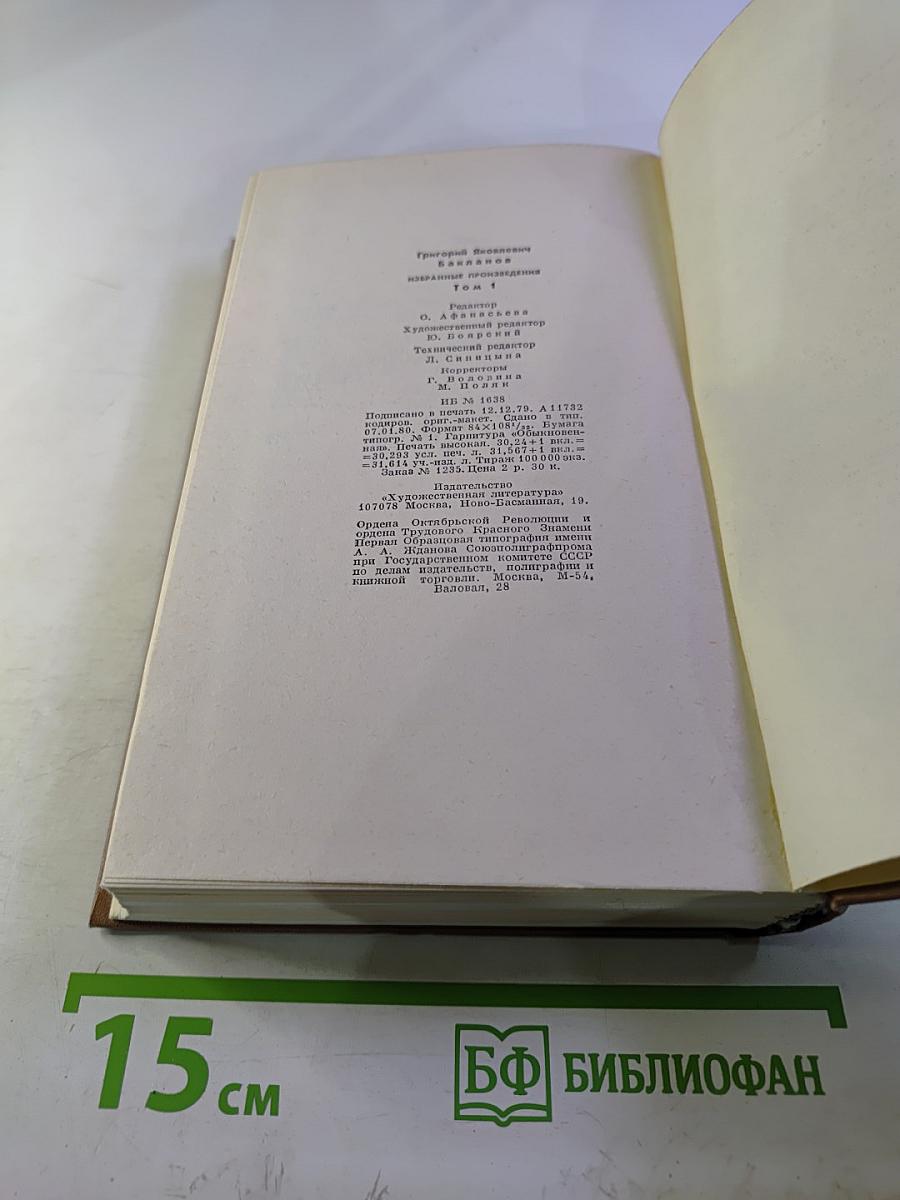 Григорий Яковлевич
Бакланов
ИЗБРАННЫЕ ПРОИЗВЕДЕНИЯ
Том 1
Редактор
О. Афанасьева
Художественный редактор
Ю. Боярский
Технический редактор
Л. Синицына
Корректоры
Г. Володина
М. Поляк
ИБ № 1638
Подписано в печать 12.12.79. А11732
кодиров. ориг.-макет. Сдано в тип.
07.01.80. Формат 84×108¹/₃₂. Бумага
типогр. № 1. Гарнитура «Обыкновен-
ная». Печать высокая. 30,24+1 вкл.=
=30,293 усл. печ. л. 31,567+1 вкл.=
=31,614 уч.-изд. л. Тираж 100 000 экз.
Заказ № 1235. Цена 2 р. 30 к.
Издательство
«Художественная литература»
107078 Москва, Ново-Басманная, 19.
Ордена Октябрьской Революции и
ордена Трудового Красного Знамени
Первая Образцовая типография имени
А. А. Жданова Союзполиграфпрома
при Государственном комитете СССР
по делам издательств, полиграфии и
книжной торговли. Москва, М-54,
Валовая, 28
15 см
БФ БИБЛИОФАН